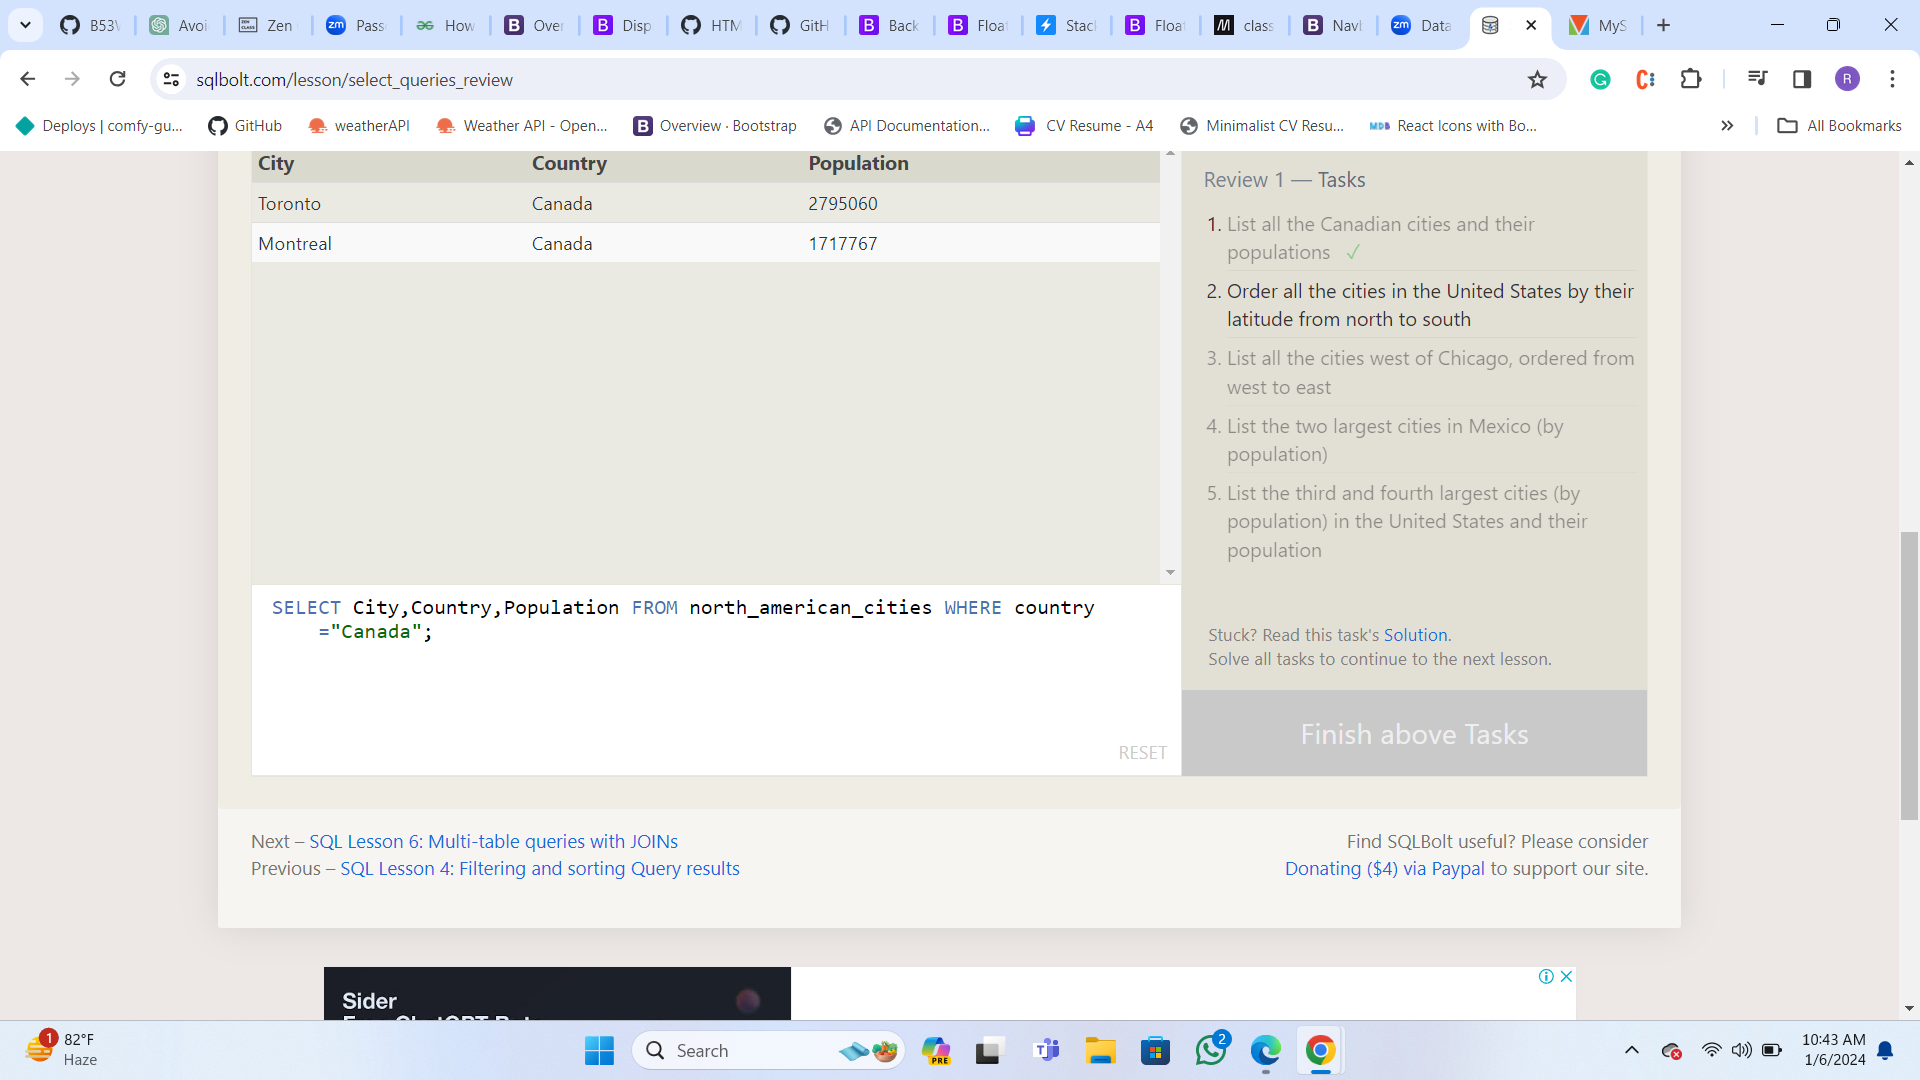 B53V
Avoi
Zen
Pass
How
Over
Disp
HTM
GitH
Back
Float
Stacl
Float
class
Navb
Data
MyS
sqlbolt.com/lesson/select_queries_review
R
Deploys | comfy-gu...
GitHub
weatherAPI
Weather API - Open...
Overview · Bootstrap
API Documentation...
CV Resume - A4
Minimalist CV Resu...
React Icons with Bo...
All Bookmarks
City Country Population
Toronto Canada 2795060
Montreal Canada 1717767
SELECT City,Country,Population FROM north_american_cities WHERE country
="Canada";
RESET
Review 1 — Tasks
1. List all the Canadian cities and their
populations ✓
2. Order all the cities in the United States by their
latitude from north to south
3. List all the cities west of Chicago, ordered from
west to east
4. List the two largest cities in Mexico (by
population)
5. List the third and fourth largest cities (by
population) in the United States and their
population
Stuck? Read this task's Solution.
Solve all tasks to continue to the next lesson.
Finish above Tasks
Next – SQL Lesson 6: Multi-table queries with JOINs
Previous – SQL Lesson 4: Filtering and sorting Query results
Find SQLBolt useful? Please consider
Donating ($4) via Paypal to support our site.
Sider
1
82°F
Haze
Search
PRE
2
10:43 AM
1/6/2024